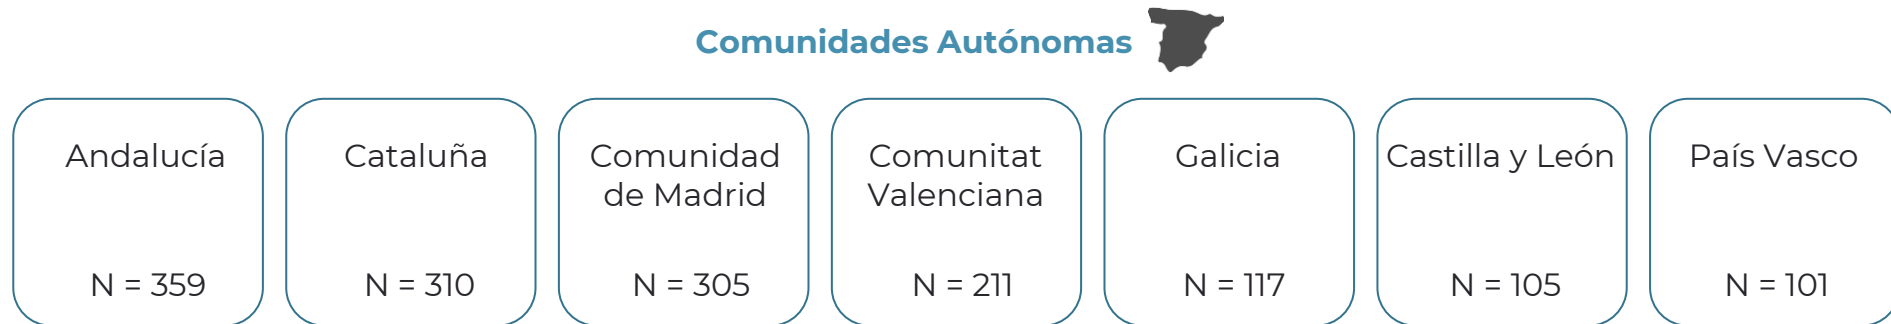 Comunidades Autónomas
Andalucía
N = 359
Cataluña
N = 310
Comunidad
de Madrid
N = 305
Comunitat
Valenciana
N = 211
Galicia
N = 117
Castilla y León
N = 105
País Vasco
N = 101